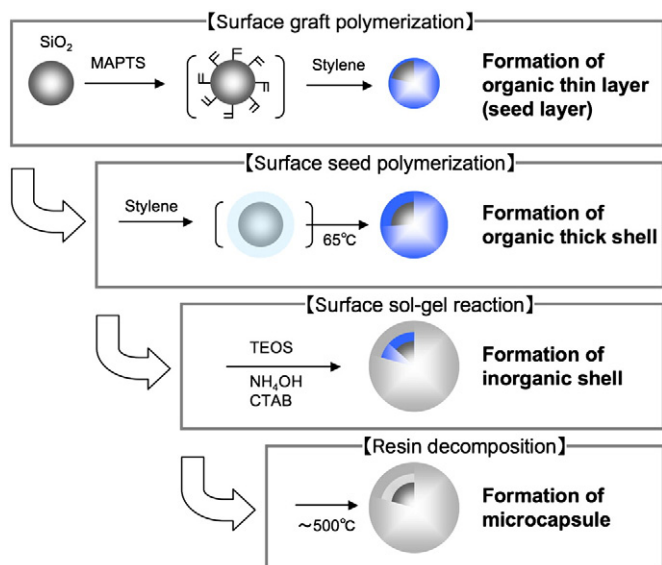 【Surface graft polymerization】
SiO₂
MAPTS
Stylene
Formation of
organic thin layer
(seed layer)
【Surface seed polymerization】
Stylene
65℃
Formation of
organic thick shell
【Surface sol-gel reaction】
TEOS
NH₄OH
CTAB
Formation of
inorganic shell
【Resin decomposition】
～500℃
Formation of
microcapsule